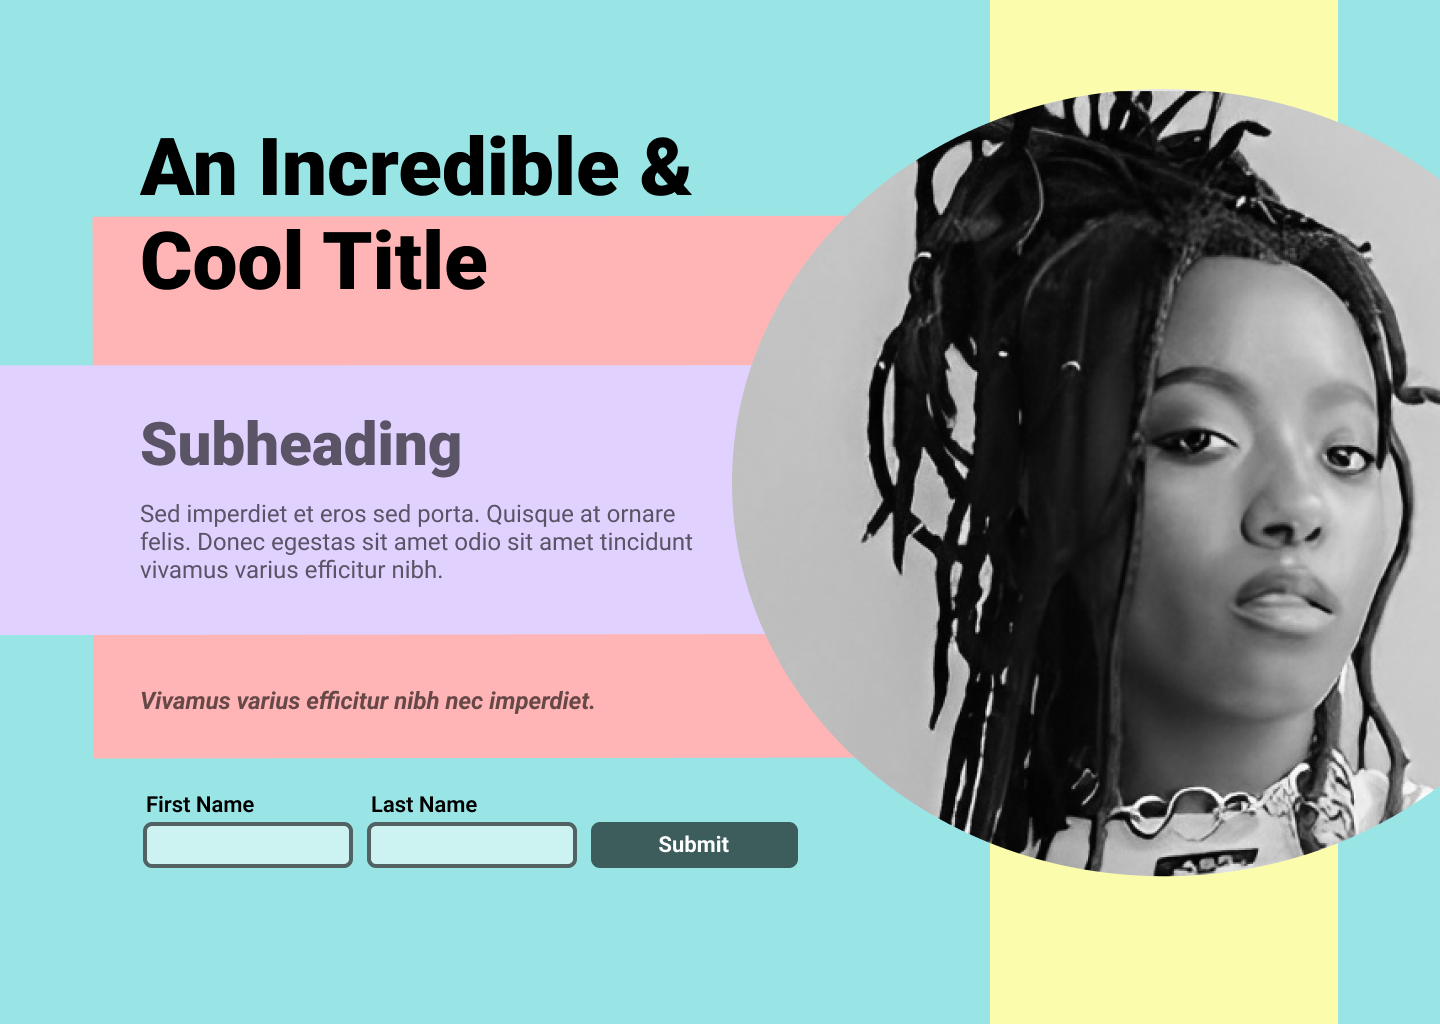 An Incredible &
Cool Title
Subheading
Sed imperdiet et eros sed porta. Quisque at ornare
felis. Donec egestas sit amet odio sit amet tincidunt
vivamus varius efficitur nibh.
Vivamus varius efficitur nibh nec imperdiet.
First Name Last Name
Submit